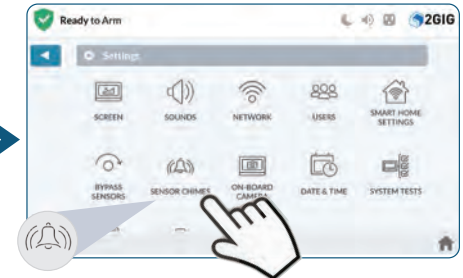 Ready to Arm 2GIG
Settings
SCREEN SOUNDS NETWORK USERS SMART HOME
SETTINGS
BYPASS
SENSORS SENSOR CHIMES ON-BOARD
CAMERA DATE & TIME SYSTEM TESTS